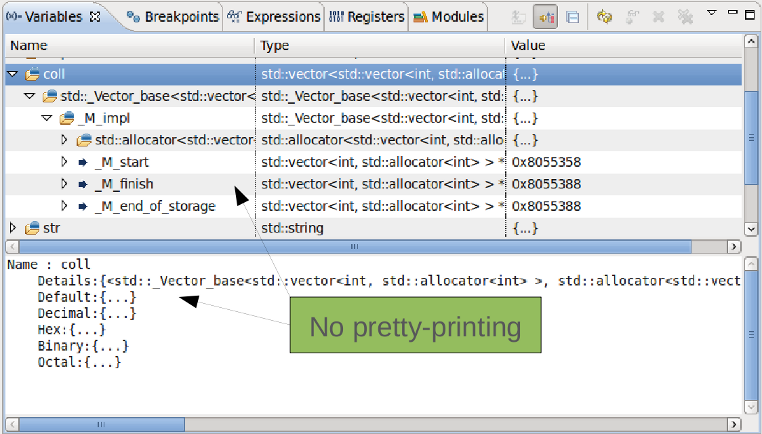 (x)= Variables Breakpoints Expressions Registers Modules
Name Type Value
coll std::vector<std::vector<int, std::allocat {...}
std::_Vector_base<std::vector< std::_Vector_base<std::vector<int, std: {...}
_M_impl std::_Vector_base<std::vector<int, std: {...}
std::allocator<std::vector std::allocator<std::vector<int, std::allo {...}
_M_start std::vector<int, std::allocator<int> > * 0x8055358
_M_finish std::vector<int, std::allocator<int> > * 0x8055388
_M_end_of_storage std::vector<int, std::allocator<int> > * 0x8055388
str std::string {...}
Name : coll
Details:{<std::_Vector_base<std::vector<int, std::allocator<int> >, std::allocator<std::vect
Default:{...}
Decimal:{...}
Hex:{...}
Binary:{...}
Octal:{...}
No pretty-printing